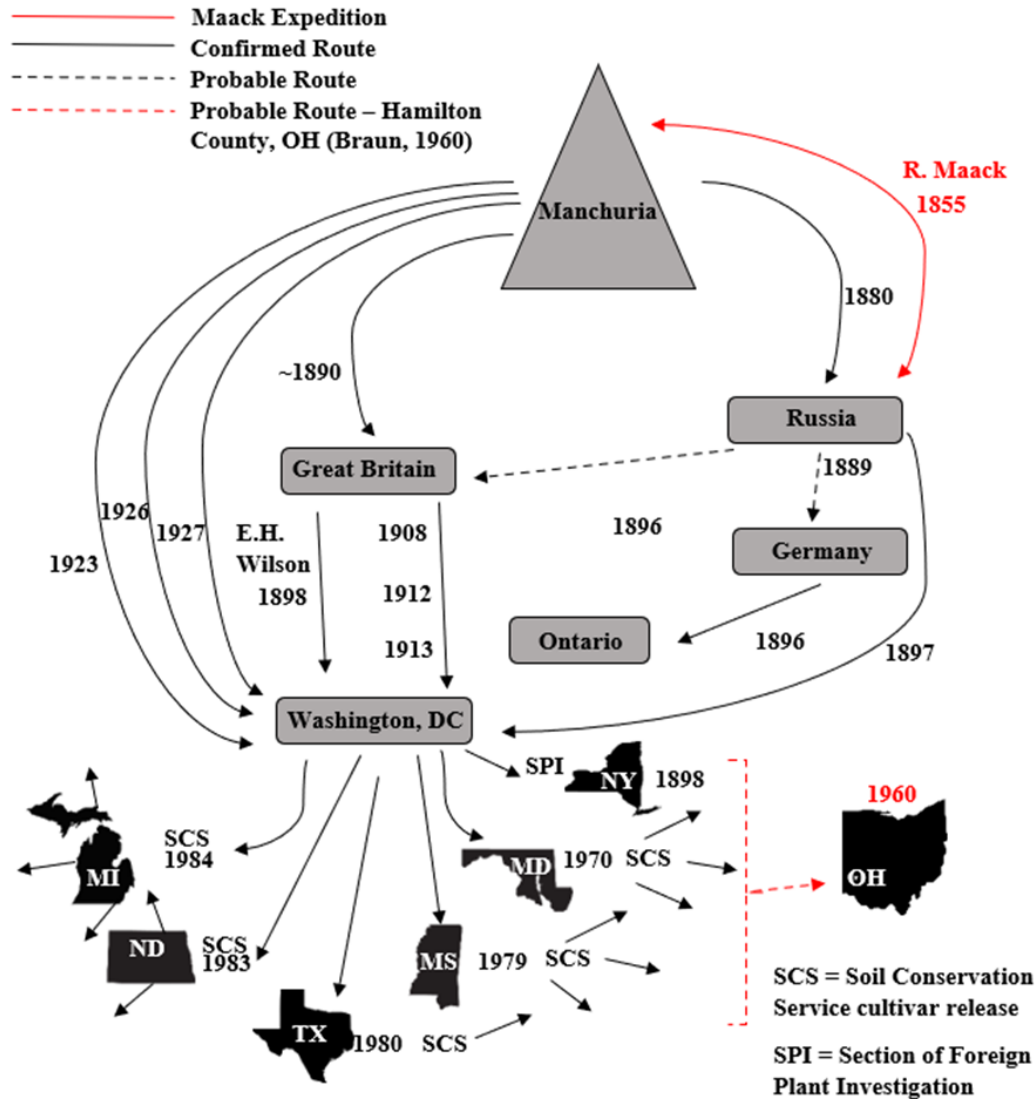 Maack Expedition
Confirmed Route
Probable Route
Probable Route – Hamilton
County, OH (Braun, 1960)
R. Maack
1855
Manchuria
1880
~1890
Russia
Great Britain
1889
1926
1927
1923
E.H.
Wilson
1898
1908
1912
1913
1896
Germany
Ontario
1896
1897
Washington, DC
SPI
NY
1898
1960
SCS
1984
MI
MD
1970
SCS
OH
ND
SCS
1983
MS
1979
SCS
TX
1980
SCS
SCS = Soil Conservation
Service cultivar release
SPI = Section of Foreign
Plant Investigation